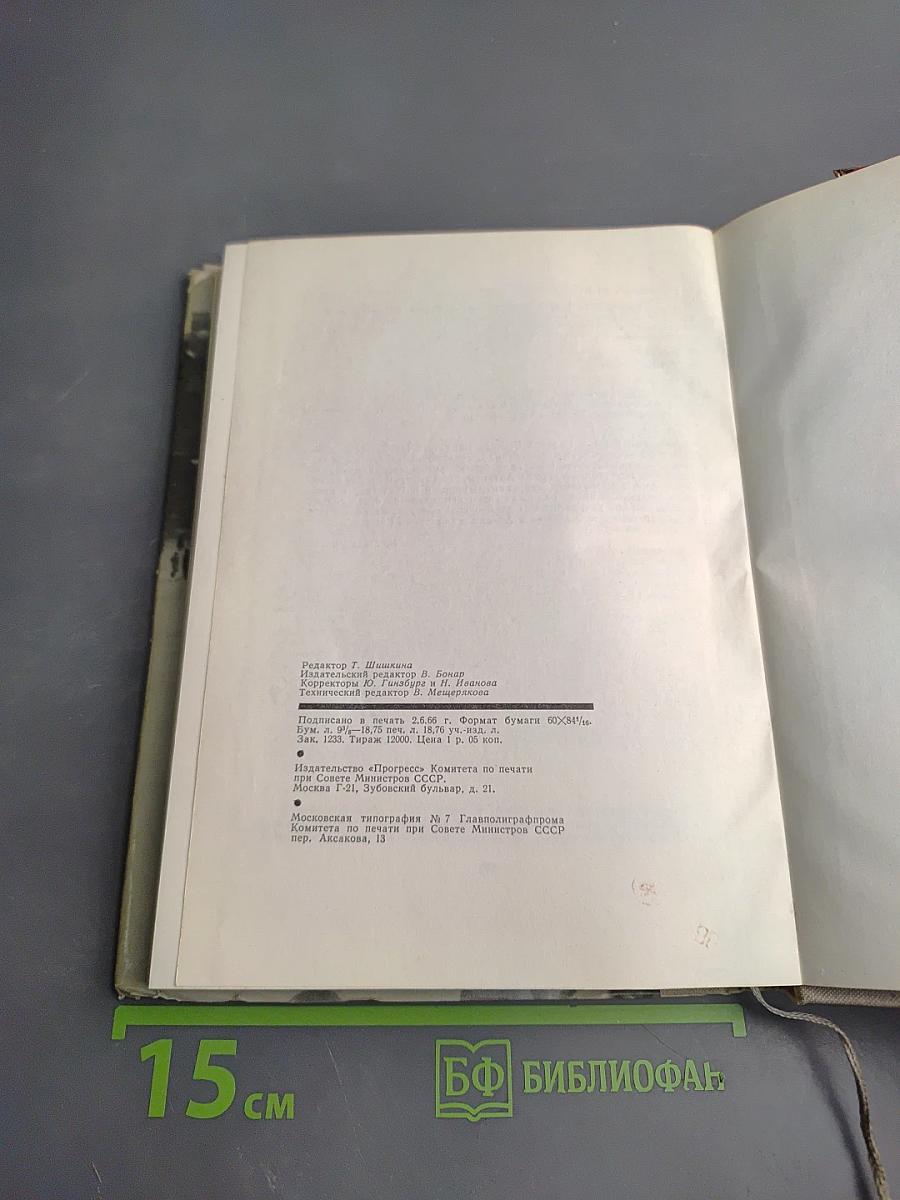 Редактор Т. Шишкина
Издательский редактор В. Бонар
Корректоры Ю. Гинзбург и Н. Иванова
Технический редактор В. Мещерякова
Подписано в печать 2.6.66 г. Формат бумаги 60×84¹/₁₆.
Бум. л. 9³/₈—18,75 печ. л. 18,76 уч.-изд. л.
Зак. 1233. Тираж 12000. Цена 1 р. 05 коп.
Издательство «Прогресс» Комитета по печати
при Совете Министров СССР.
Москва Г-21, Зубовский бульвар, д. 21.
Московская типография № 7 Главполиграфпрома
Комитета по печати при Совете Министров СССР
пер. Аксакова, 13
15 см
БФ БИБЛИОФАН